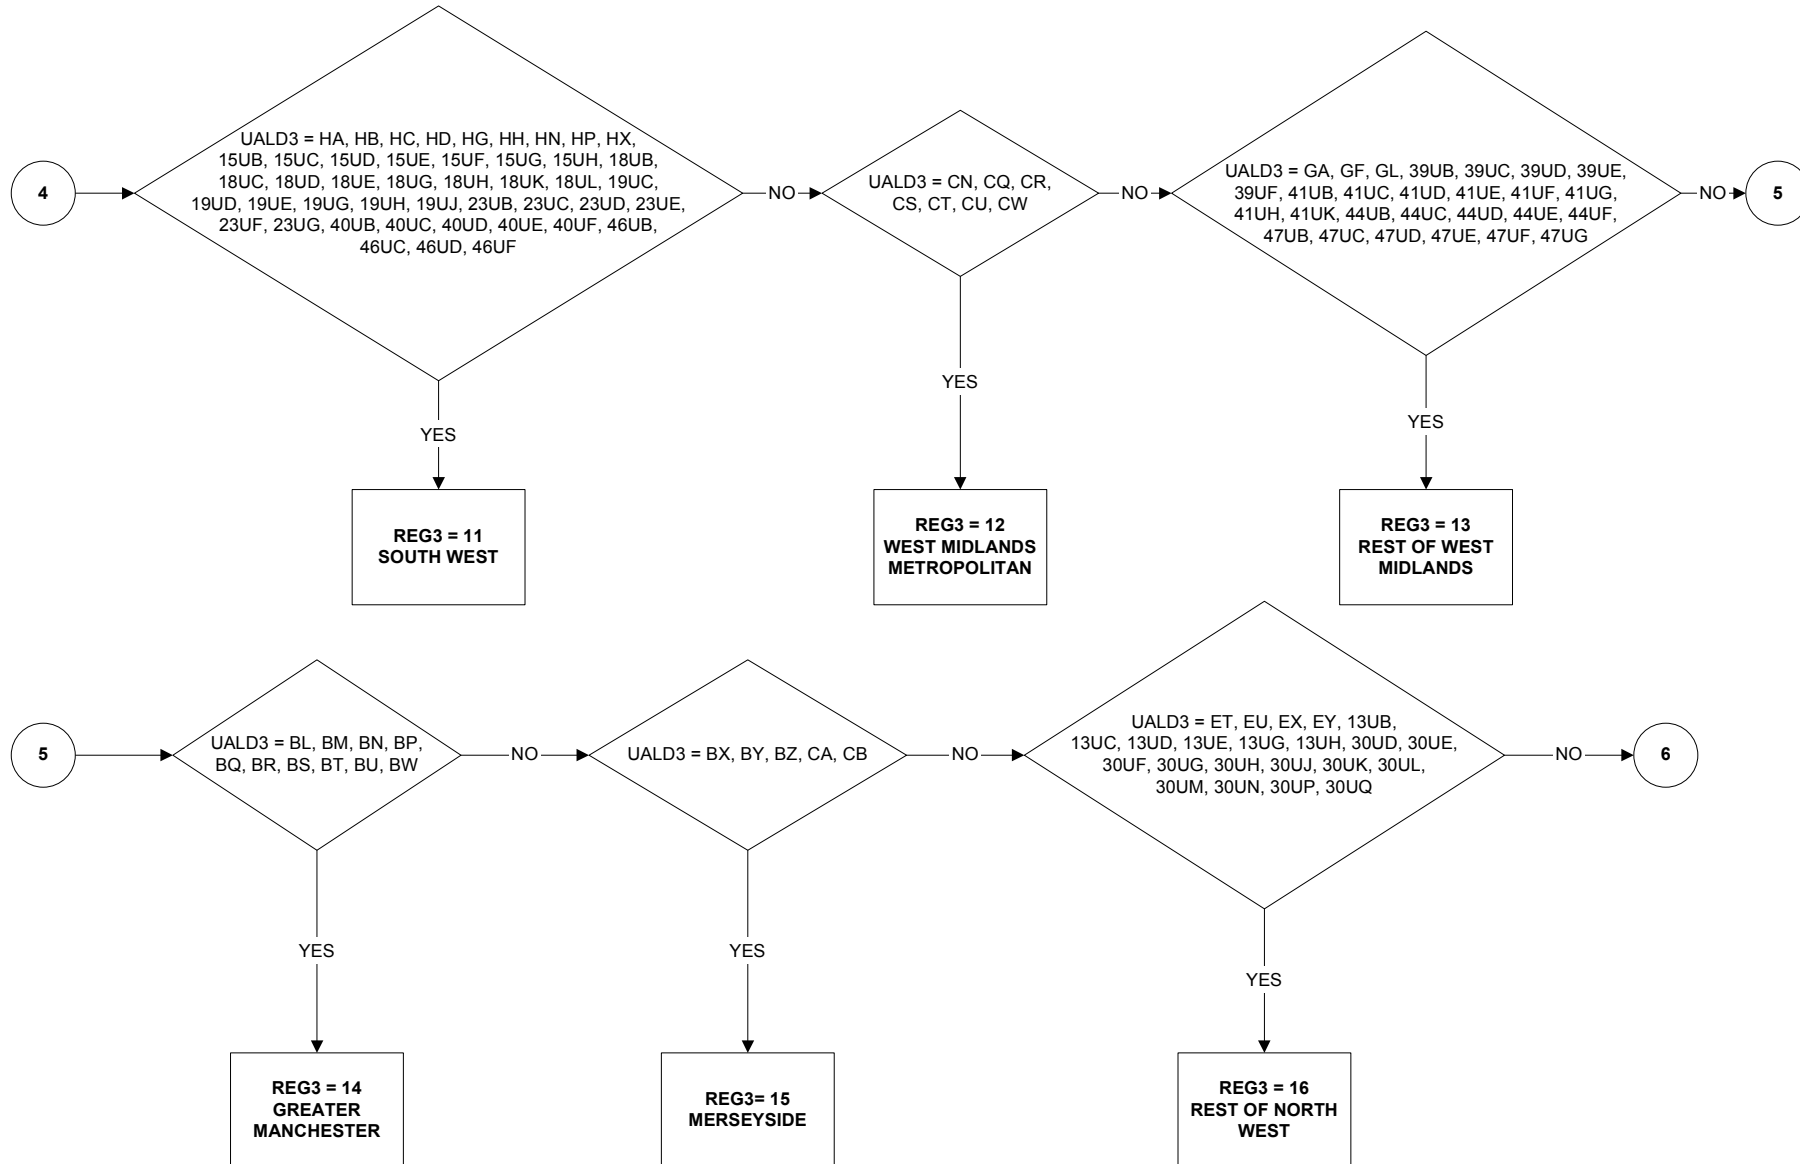 4
UALD3 = HA, HB, HC, HD, HG, HH, HN, HP, HX,
15UB, 15UC, 15UD, 15UE, 15UF, 15UG, 15UH, 18UB,
18UC, 18UD, 18UE, 18UG, 18UH, 18UK, 18UL, 19UC,
19UD, 19UE, 19UG, 19UH, 19UJ, 23UB, 23UC, 23UD, 23UE,
23UF, 23UG, 40UB, 40UC, 40UD, 40UE, 40UF, 46UB,
46UC, 46UD, 46UF
NO
UALD3 = CN, CQ, CR,
CS, CT, CU, CW
NO
UALD3 = GA, GF, GL, 39UB, 39UC, 39UD, 39UE,
39UF, 41UB, 41UC, 41UD, 41UE, 41UF, 41UG,
41UH, 41UK, 44UB, 44UC, 44UD, 44UE, 44UF,
47UB, 47UC, 47UD, 47UE, 47UF, 47UG
NO
5
YES
YES
YES
REG3 = 11
SOUTH WEST
REG3 = 12
WEST MIDLANDS
METROPOLITAN
REG3 = 13
REST OF WEST
MIDLANDS
5
UALD3 = BL, BM, BN, BP,
BQ, BR, BS, BT, BU, BW
NO
UALD3 = BX, BY, BZ, CA, CB
NO
UALD3 = ET, EU, EX, EY, 13UB,
13UC, 13UD, 13UE, 13UG, 13UH, 30UD, 30UE,
30UF, 30UG, 30UH, 30UJ, 30UK, 30UL,
30UM, 30UN, 30UP, 30UQ
NO
6
YES
YES
YES
REG3 = 14
GREATER
MANCHESTER
REG3= 15
MERSEYSIDE
REG3 = 16
REST OF NORTH
WEST